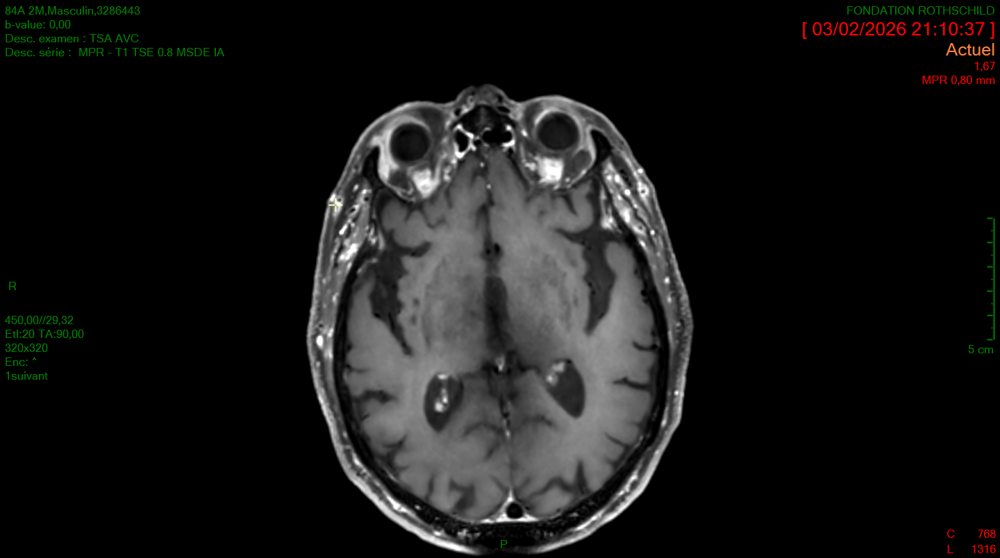 84A 2M,Masculin,3286443
b-value: 0,00
Desc. examen : TSA AVC
Desc. série :  MPR - T1 TSE 0.8 MSDE IA
FONDATION ROTHSCHILD
[ 03/02/2026 21:10:37 ]
Actuel
1,67
MPR 0,80 mm
R
450,00//29,32
Etl:20 TA:90,00
320x320
Enc: ^
1suivant
5 cm
P
C 768
L 1316